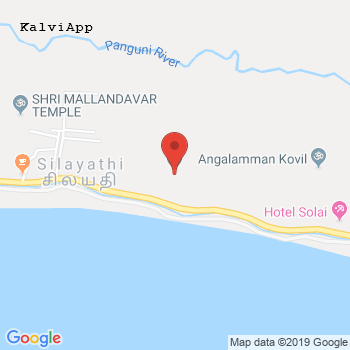 KalviApp
Panguni River
SHRI MALLANDAVAR
TEMPLE
Silayathi
சிலயதி
Angalamman Kovil
Hotel Solai
Google
Map data ©2019 Google